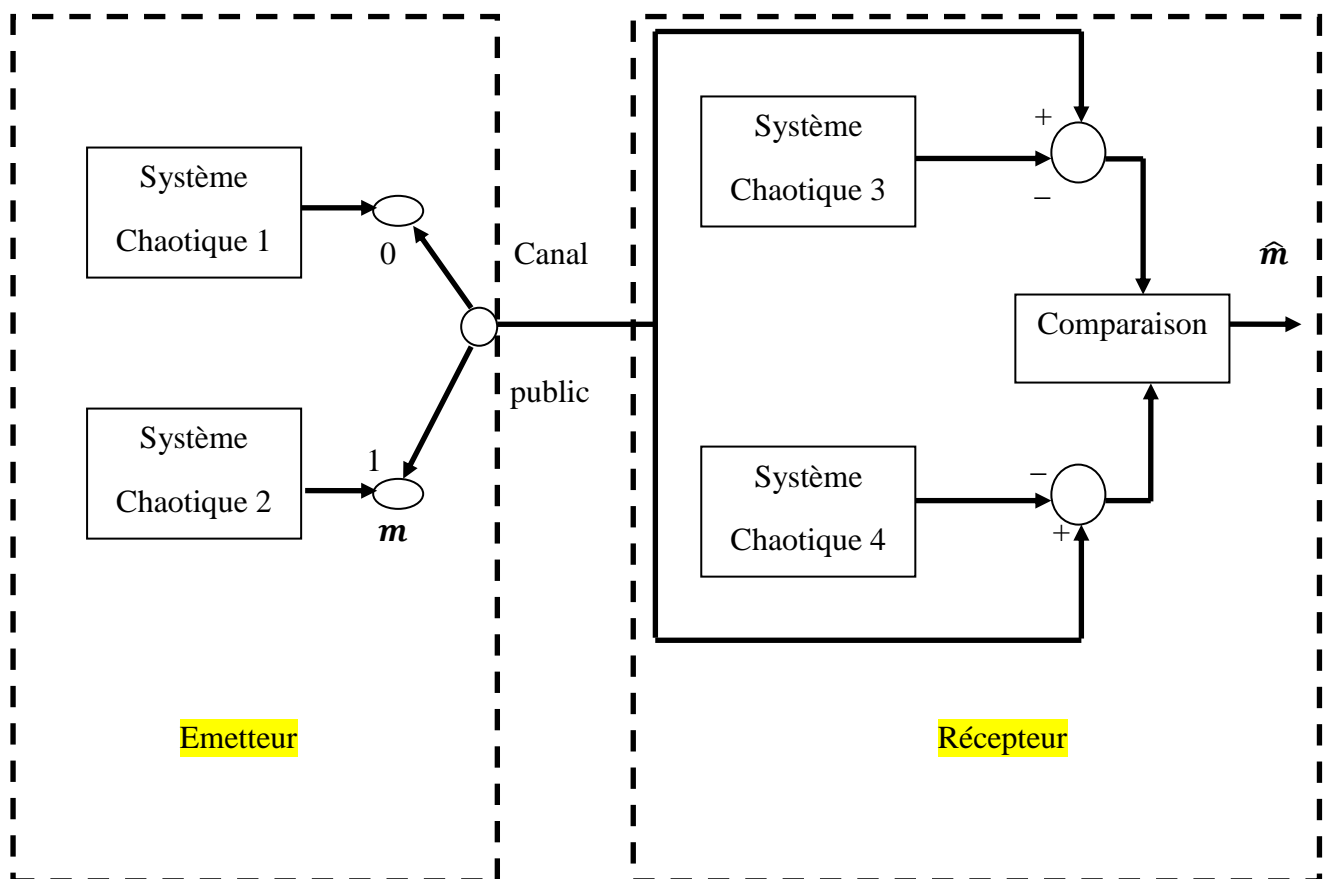 Système
Chaotique 1
0
Système
Chaotique 2
1
m
Canal
public
Système
Chaotique 3
+
−
Comparaison
m̂
Système
Chaotique 4
−
+
Emetteur
Récepteur